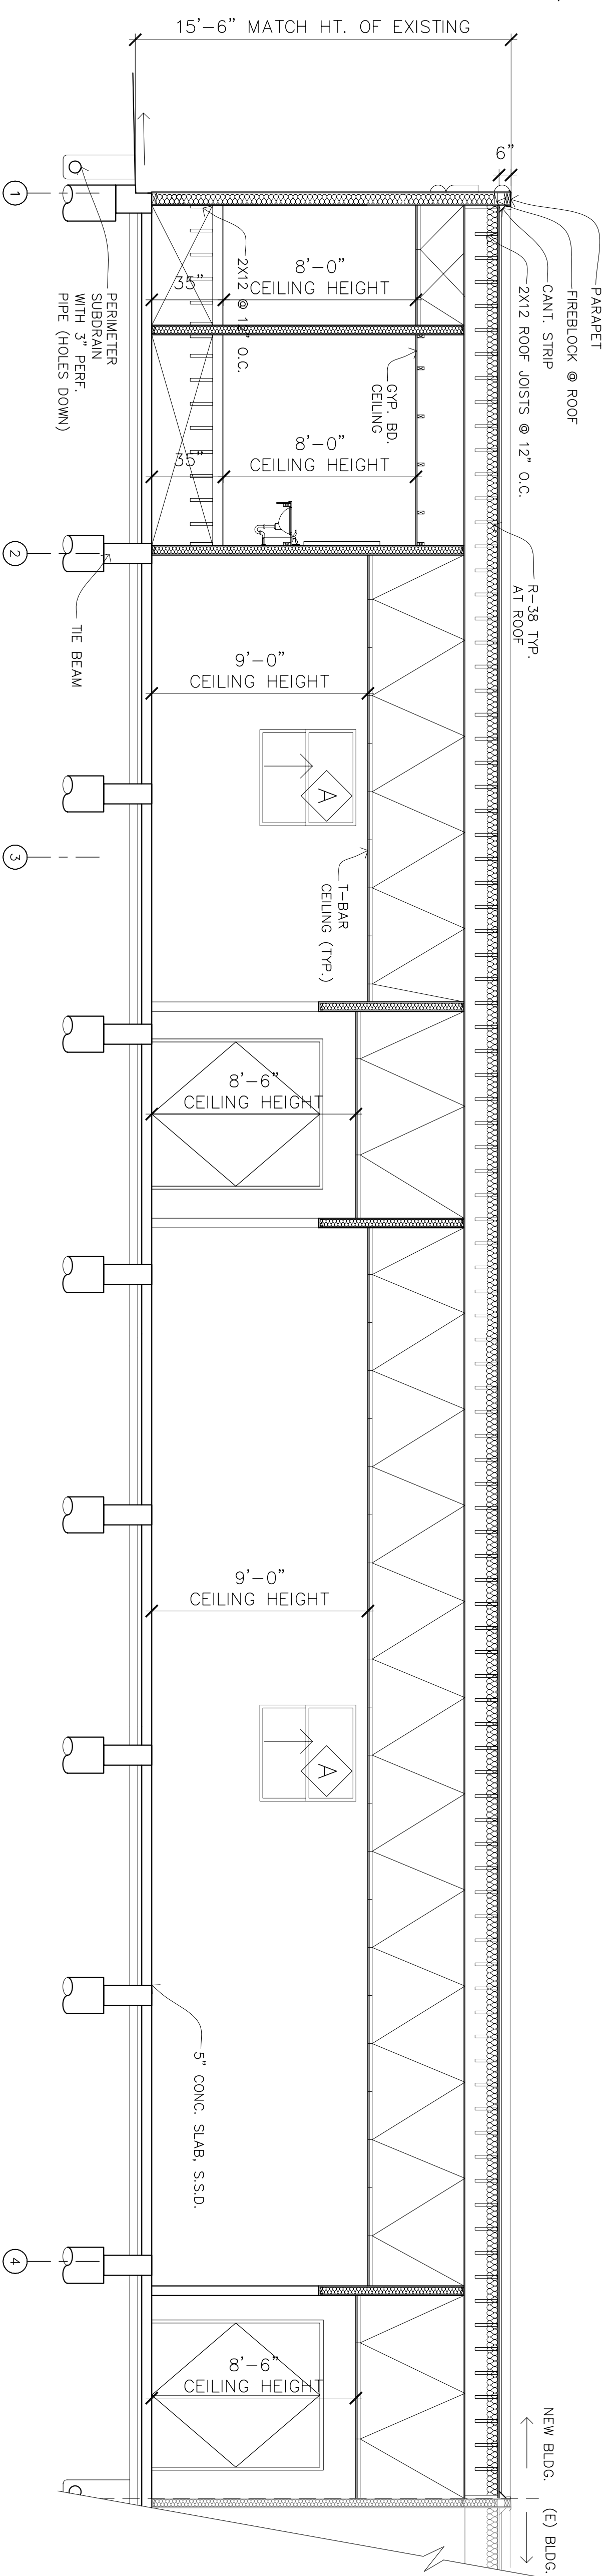 15'-6" MATCH HT. OF EXISTING
6"
PARAPET
FIREBLOCK @ ROOF
CANT. STRIP
2X12 ROOF JOISTS @ 12" O.C.
R-38 TYP.
AT ROOF
1
PERIMETER
SUBDRAIN
WITH 3" PERF.
PIPE (HOLES DOWN)
35"
2X12 @ 12" O.C.
8'-0"
CEILING HEIGHT
GYP. BD.
CEILING
35"
8'-0"
CEILING HEIGHT
2
TIE BEAM
9'-0"
CEILING HEIGHT
A
3
T-BAR
CEILING (TYP.)
8'-6"
CEILING HEIGHT
9'-0"
CEILING HEIGHT
A
5" CONC. SLAB, S.S.D.
4
8'-6"
CEILING HEIGHT
NEW BLDG.
(E) BLDG.